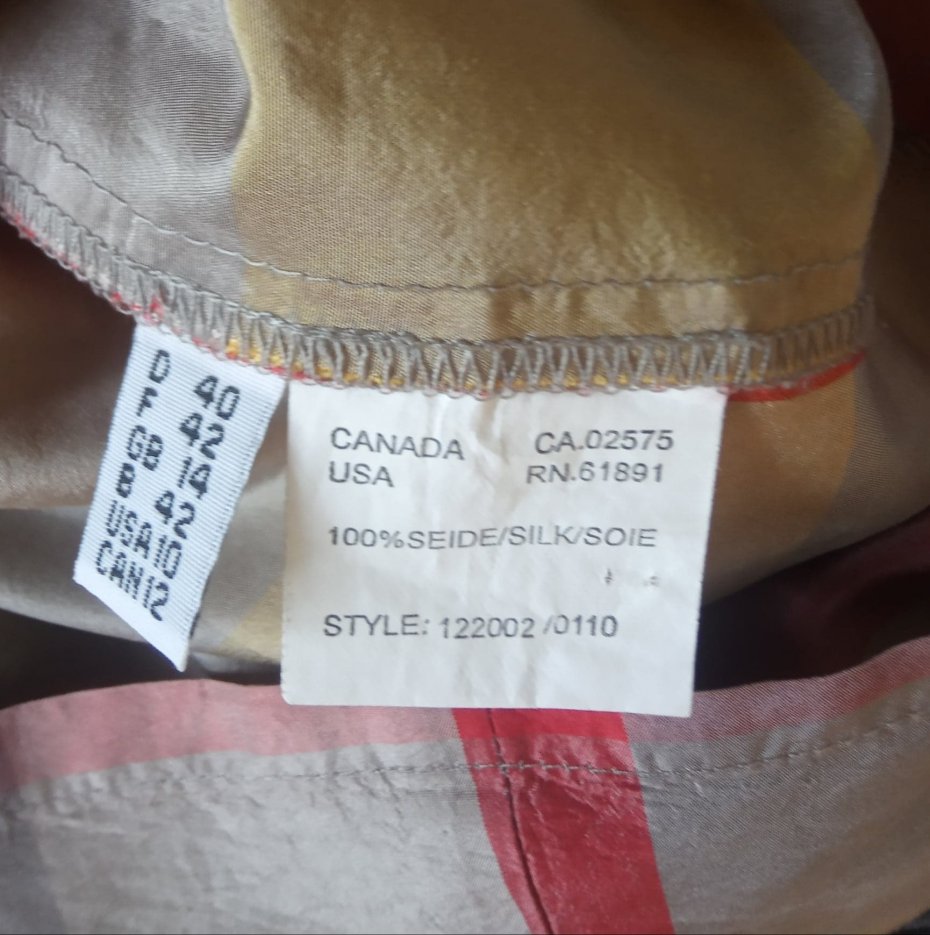 D 40
F 42
GB 14
B 42
USA 10
CAN 12
CANADA CA.02575
USA RN.61891
100%SEIDE/SILK/SOIE
STYLE: 122002 /0110